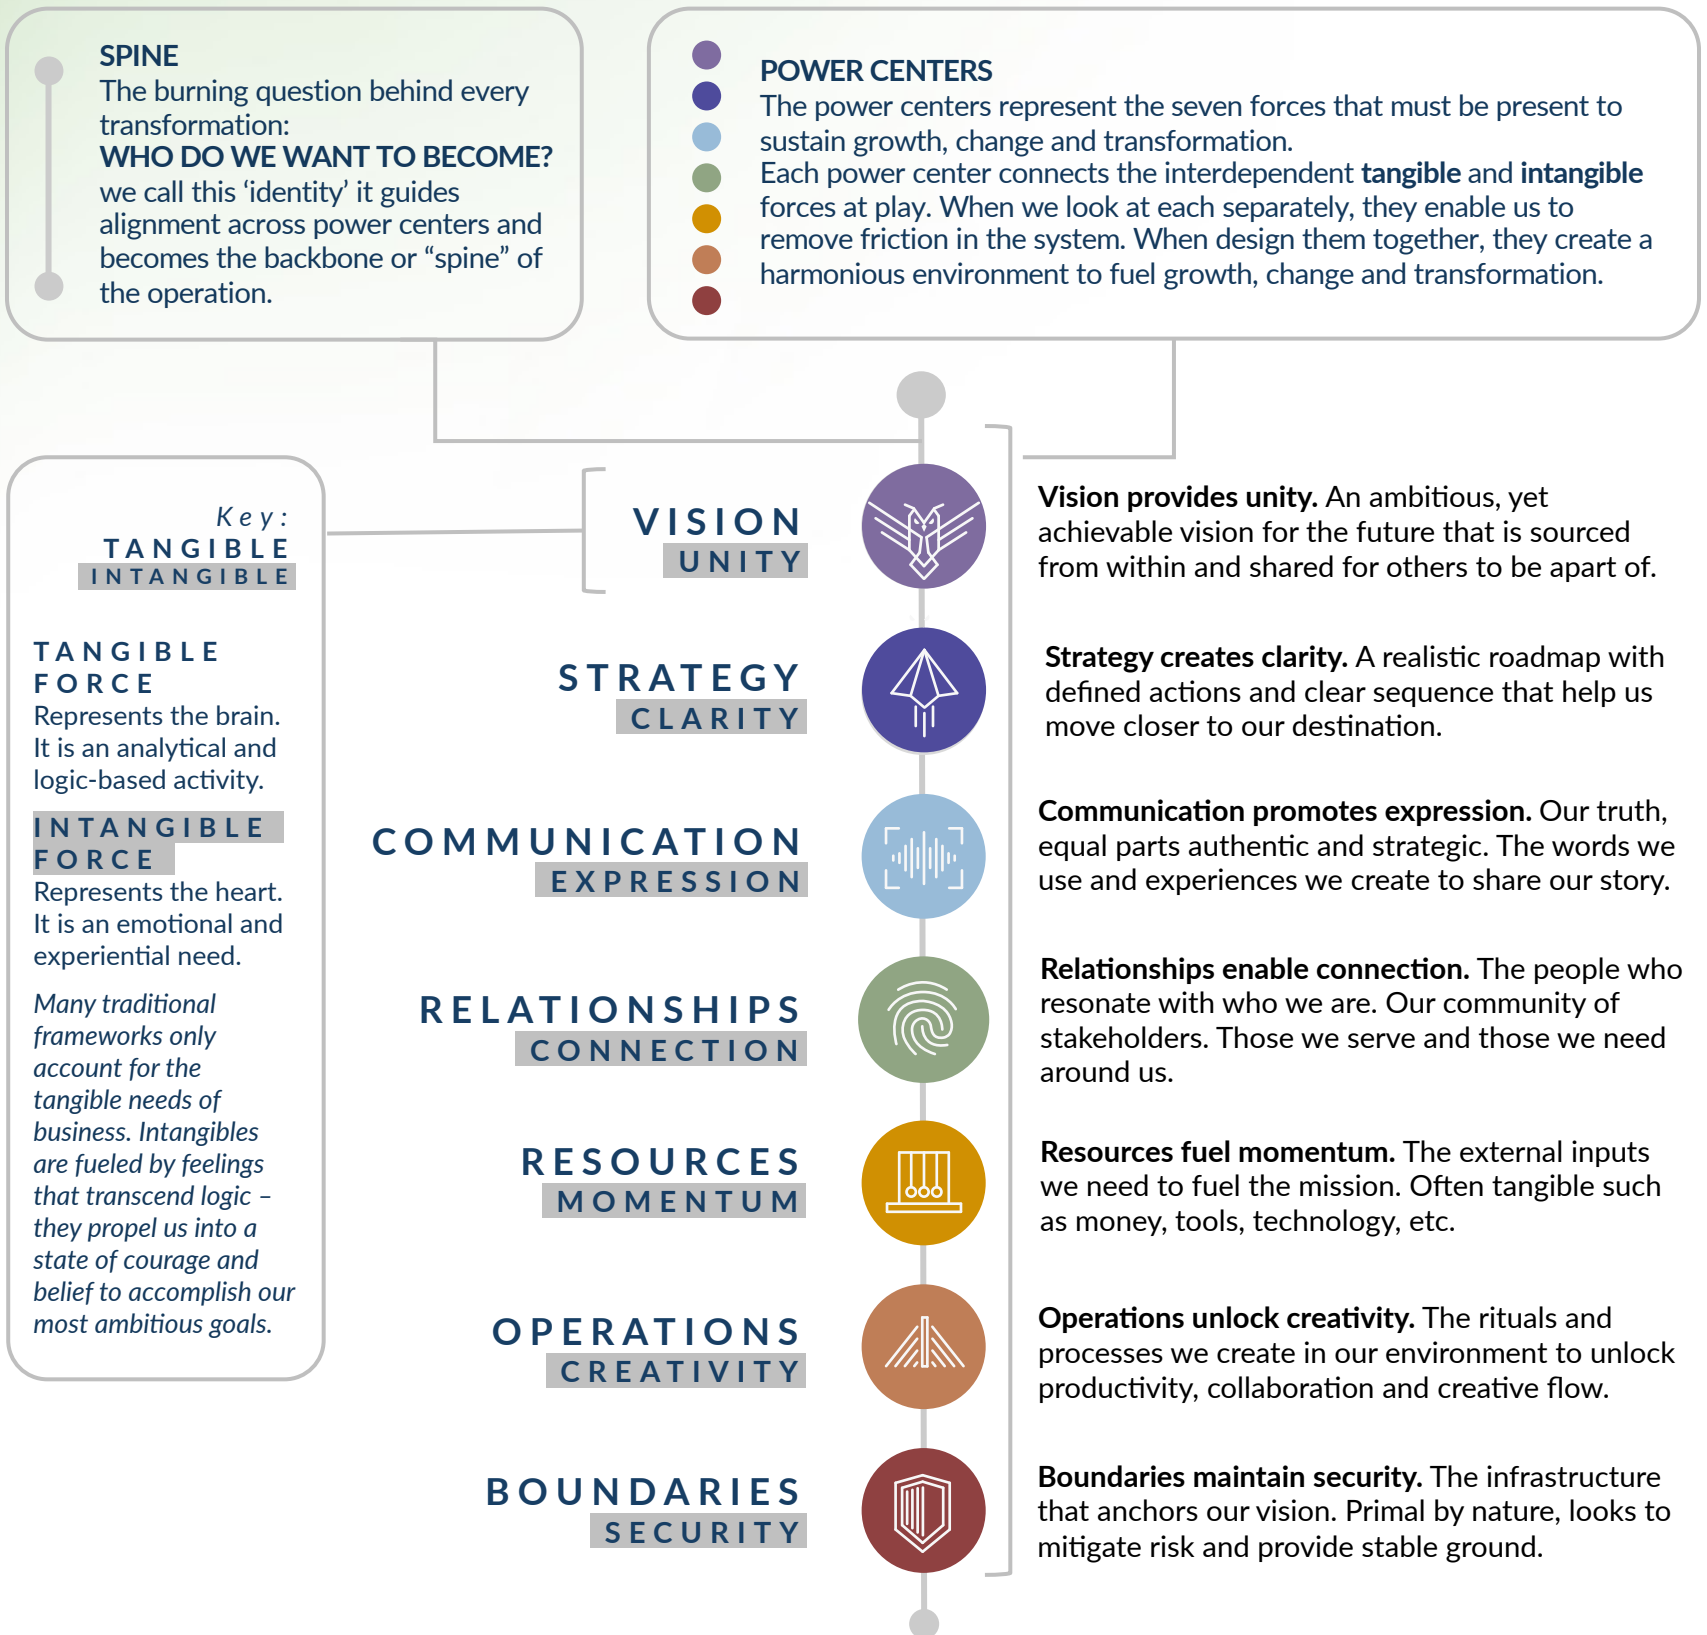 SPINE
The burning question behind every
transformation:
WHO DO WE WANT TO BECOME?
we call this ‘identity’ it guides
alignment across power centers and
becomes the backbone or “spine” of
the operation.
POWER CENTERS
The power centers represent the seven forces that must be present to
sustain growth, change and transformation.
Each power center connects the interdependent tangible and intangible
forces at play. When we look at each separately, they enable us to
remove friction in the system. When design them together, they create a
harmonious environment to fuel growth, change and transformation.
Key:
TANGIBLE
INTANGIBLE
TANGIBLE
FORCE
Represents the brain.
It is an analytical and
logic-based activity.
INTANGIBLE
FORCE
Represents the heart.
It is an emotional and
experiential need.
Many traditional
frameworks only
account for the
tangible needs of
business. Intangibles
are fueled by feelings
that transcend logic –
they propel us into a
state of courage and
belief to accomplish our
most ambitious goals.
VISION
UNITY
Vision provides unity. An ambitious, yet
achievable vision for the future that is sourced
from within and shared for others to be apart of.
STRATEGY
CLARITY
Strategy creates clarity. A realistic roadmap with
defined actions and clear sequence that help us
move closer to our destination.
COMMUNICATION
EXPRESSION
Communication promotes expression. Our truth,
equal parts authentic and strategic. The words we
use and experiences we create to share our story.
RELATIONSHIPS
CONNECTION
Relationships enable connection. The people who
resonate with who we are. Our community of
stakeholders. Those we serve and those we need
around us.
RESOURCES
MOMENTUM
Resources fuel momentum. The external inputs
we need to fuel the mission. Often tangible such
as money, tools, technology, etc.
OPERATIONS
CREATIVITY
Operations unlock creativity. The rituals and
processes we create in our environment to unlock
productivity, collaboration and creative flow.
BOUNDARIES
SECURITY
Boundaries maintain security. The infrastructure
that anchors our vision. Primal by nature, looks to
mitigate risk and provide stable ground.